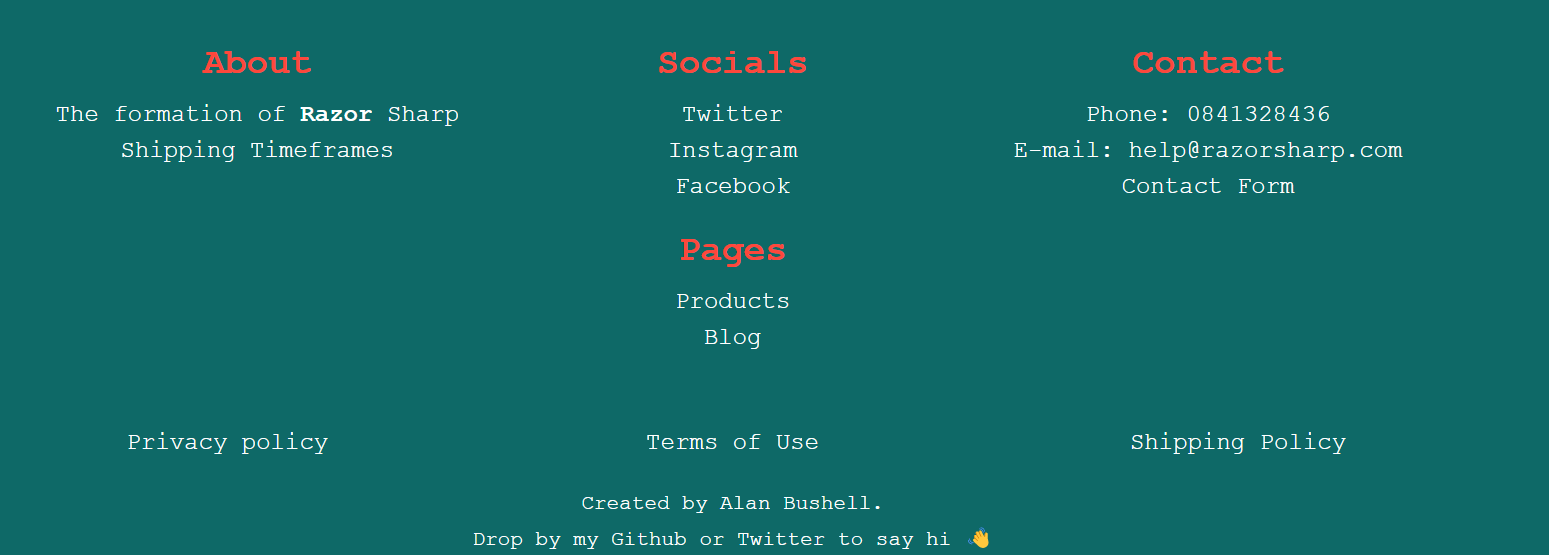 About
The formation of Razor Sharp
Shipping Timeframes
Socials
Twitter
Instagram
Facebook
Contact
Phone: 0841328436
E-mail: help@razorsharp.com
Contact Form
Pages
Products
Blog
Privacy policy
Terms of Use
Shipping Policy
Created by Alan Bushell.
Drop by my Github or Twitter to say hi 👋